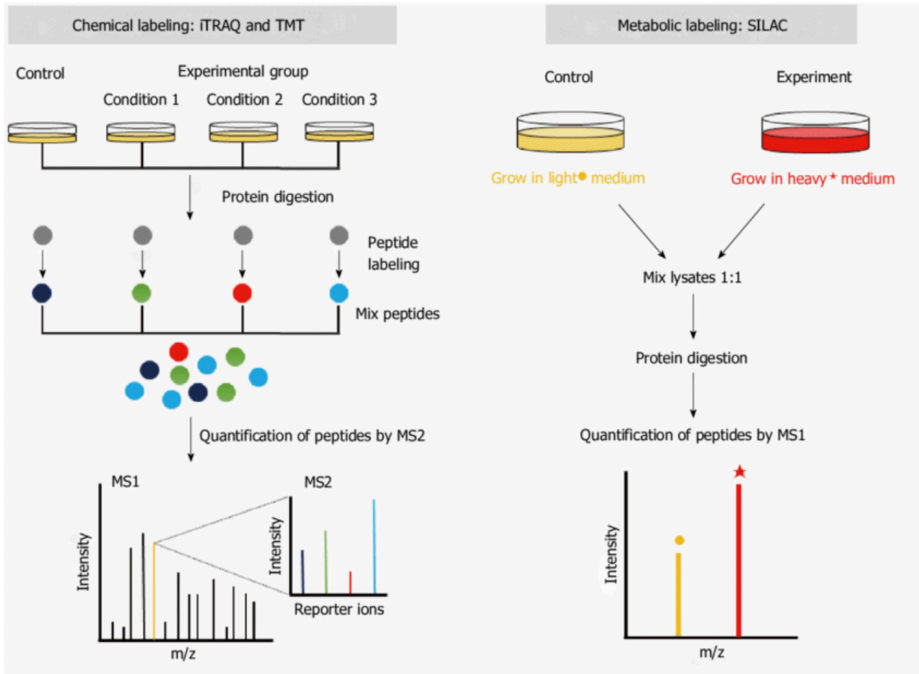 Chemical labeling: iTRAQ and TMT
Control
Experimental group
Condition 1
Condition 2
Condition 3
Protein digestion
Peptide
labeling
Mix peptides
Quantification of peptides by MS2
MS1
MS2
Intensity
Intensity
Reporter ions
m/z
Metabolic labeling: SILAC
Control
Experiment
Grow in light● medium
Grow in heavy★ medium
Mix lysates 1:1
Protein digestion
Quantification of peptides by MS1
Intensity
m/z